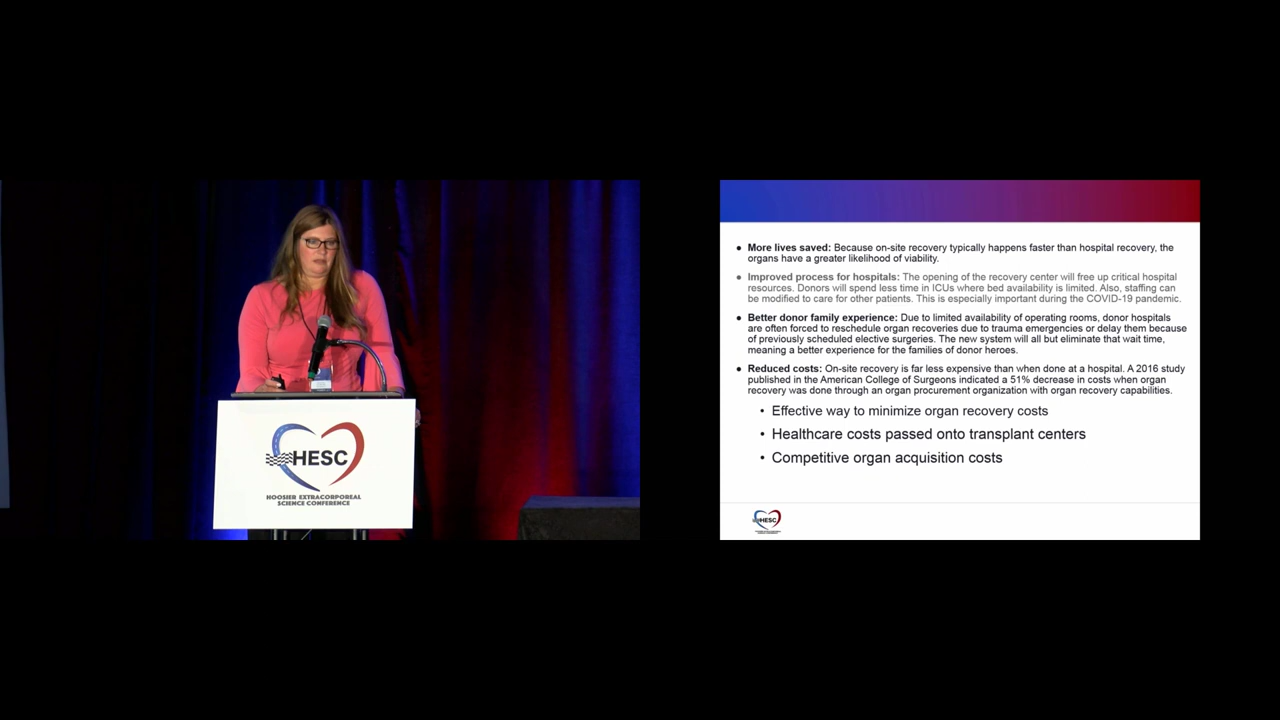 HESC
HOOSIER EXTRACORPOREAL
SCIENCE CONFERENCE
● More lives saved: Because on-site recovery typically happens faster than hospital recovery, the
organs have a greater likelihood of viability.
● Improved process for hospitals: The opening of the recovery center will free up critical hospital
resources. Donors will spend less time in ICUs where bed availability is limited. Also, staffing can
be modified to care for other patients. This is especially important during the COVID-19 pandemic.
● Better donor family experience: Due to limited availability of operating rooms, donor hospitals
are often forced to reschedule organ recoveries due to trauma emergencies or delay them because
of previously scheduled elective surgeries. The new system will all but eliminate that wait time,
meaning a better experience for the families of donor heroes.
● Reduced costs: On-site recovery is far less expensive than when done at a hospital. A 2016 study
published in the American College of Surgeons indicated a 51% decrease in costs when organ
recovery was done through an organ procurement organization with organ recovery capabilities.
• Effective way to minimize organ recovery costs
• Healthcare costs passed onto transplant centers
• Competitive organ acquisition costs
HESC